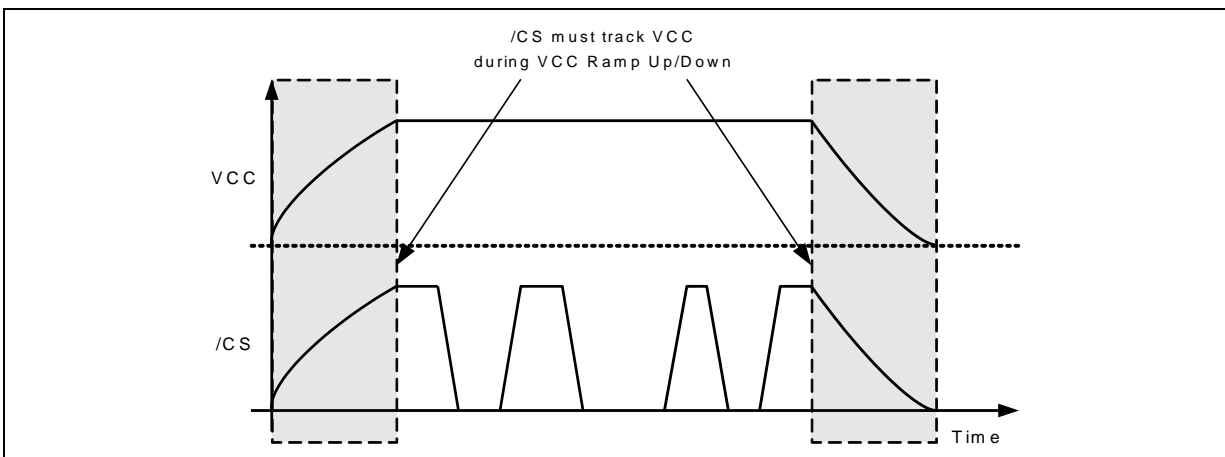 /CS must track VCC
during VCC Ramp Up/Down
VCC
/CS
Time